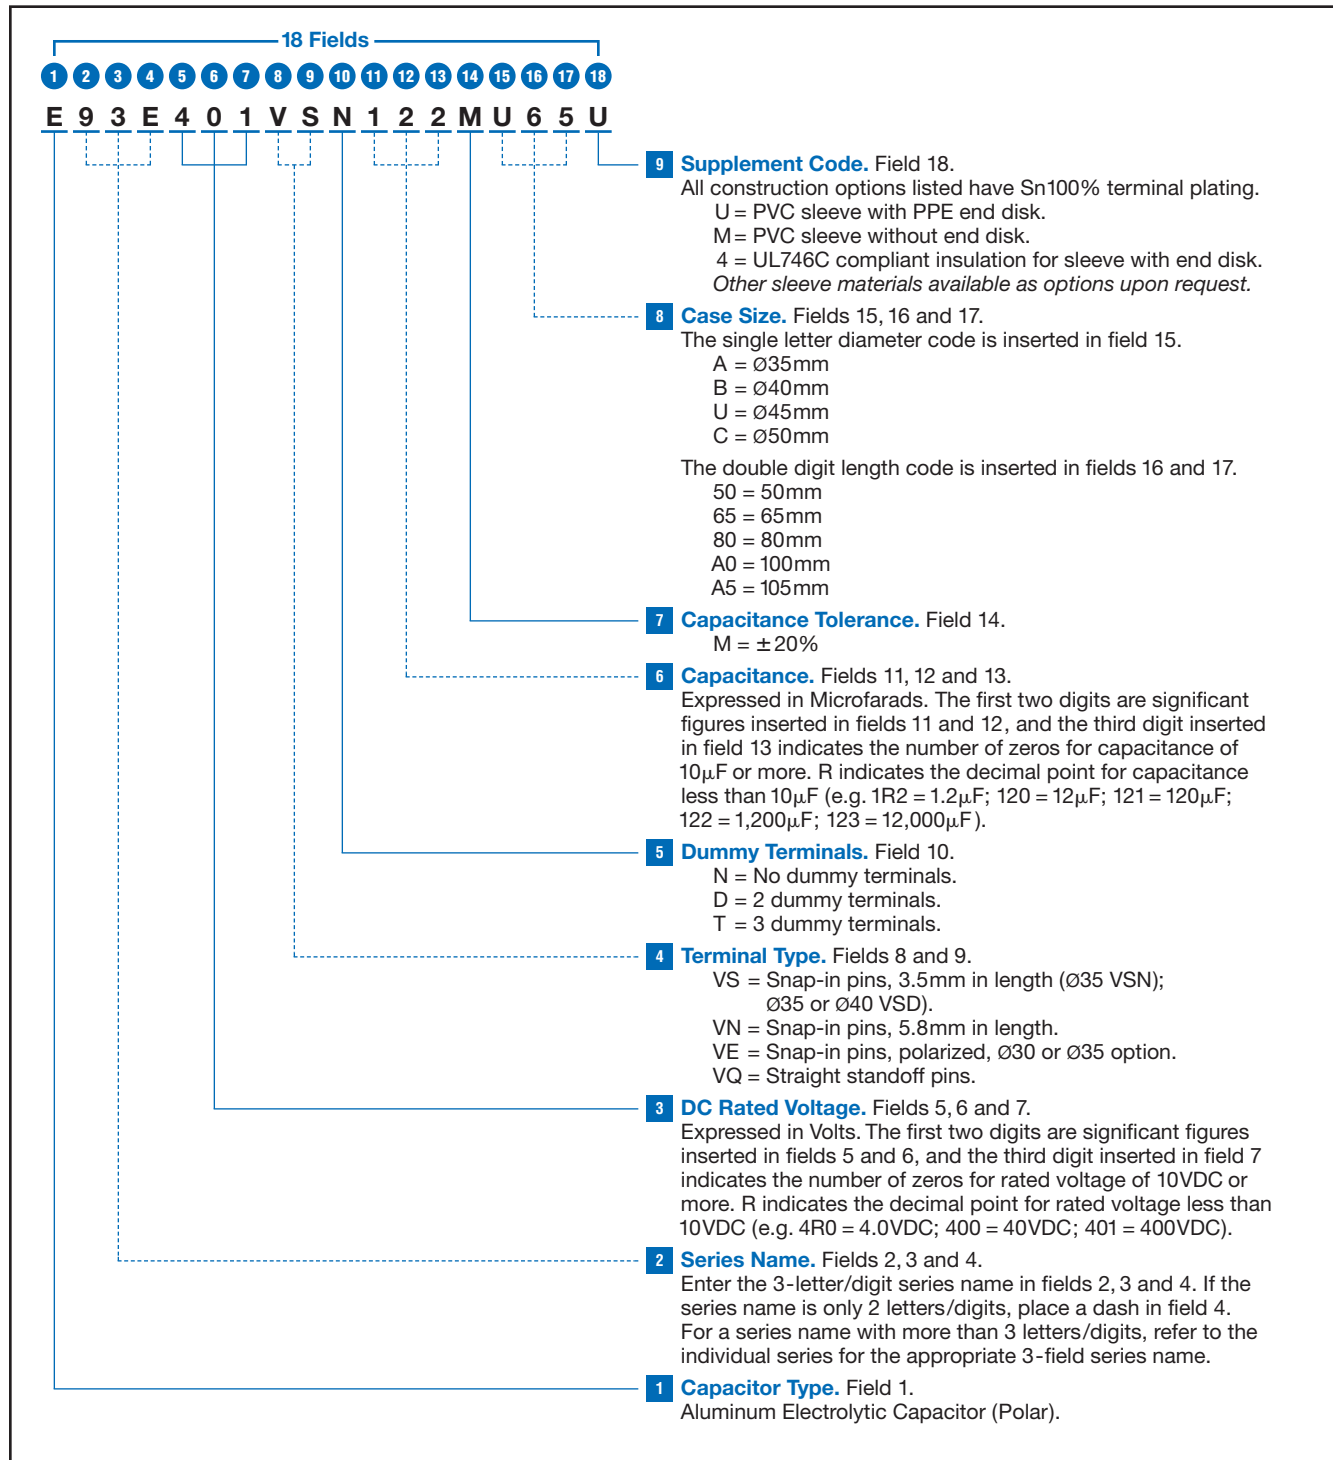 18 Fields
1 2 3 4 5 6 7 8 9 10 11 12 13 14 15 16 17 18
E 9 3 E 4 0 1 V S N 1 2 2 M U 6 5 U
9 Supplement Code. Field 18.
All construction options listed have Sn100% terminal plating.
U = PVC sleeve with PPE end disk.
M = PVC sleeve without end disk.
4 = UL746C compliant insulation for sleeve with end disk.
Other sleeve materials available as options upon request.
8 Case Size. Fields 15, 16 and 17.
The single letter diameter code is inserted in field 15.
A = Ø35mm
B = Ø40mm
U = Ø45mm
C = Ø50mm
The double digit length code is inserted in fields 16 and 17.
50 = 50mm
65 = 65mm
80 = 80mm
A0 = 100mm
A5 = 105mm
7 Capacitance Tolerance. Field 14.
M = ±20%
6 Capacitance. Fields 11, 12 and 13.
Expressed in Microfarads. The first two digits are significant
figures inserted in fields 11 and 12, and the third digit inserted
in field 13 indicates the number of zeros for capacitance of
10µF or more. R indicates the decimal point for capacitance
less than 10µF (e.g. 1R2 = 1.2µF; 120 = 12µF; 121 = 120µF;
122 = 1,200µF; 123 = 12,000µF).
5 Dummy Terminals. Field 10.
N = No dummy terminals.
D = 2 dummy terminals.
T = 3 dummy terminals.
4 Terminal Type. Fields 8 and 9.
VS = Snap-in pins, 3.5mm in length (Ø35 VSN);
Ø35 or Ø40 VSD).
VN = Snap-in pins, 5.8mm in length.
VE = Snap-in pins, polarized, Ø30 or Ø35 option.
VQ = Straight standoff pins.
3 DC Rated Voltage. Fields 5, 6 and 7.
Expressed in Volts. The first two digits are significant figures
inserted in fields 5 and 6, and the third digit inserted in field 7
indicates the number of zeros for rated voltage of 10VDC or
more. R indicates the decimal point for rated voltage less than
10VDC (e.g. 4R0 = 4.0VDC; 400 = 40VDC; 401 = 400VDC).
2 Series Name. Fields 2, 3 and 4.
Enter the 3-letter/digit series name in fields 2, 3 and 4. If the
series name is only 2 letters/digits, place a dash in field 4.
For a series name with more than 3 letters/digits, refer to the
individual series for the appropriate 3-field series name.
1 Capacitor Type. Field 1.
Aluminum Electrolytic Capacitor (Polar).